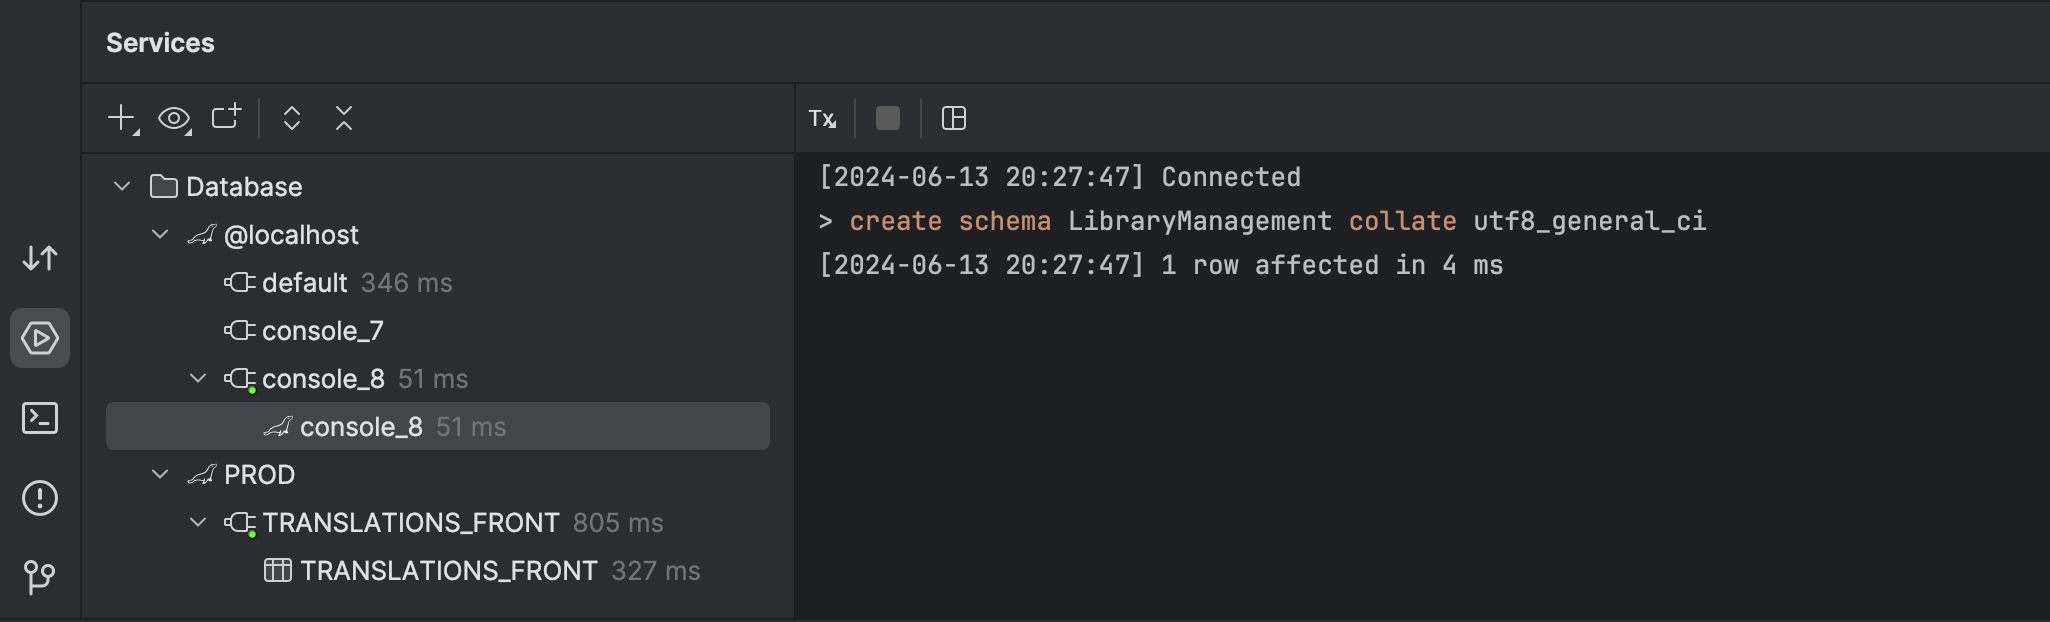 Services
Tx
Database
@localhost
default 346 ms
console_7
console_8 51 ms
console_8 51 ms
PROD
TRANSLATIONS_FRONT 805 ms
TRANSLATIONS_FRONT 327 ms
[2024-06-13 20:27:47] Connected
> create schema LibraryManagement collate utf8_general_ci
[2024-06-13 20:27:47] 1 row affected in 4 ms